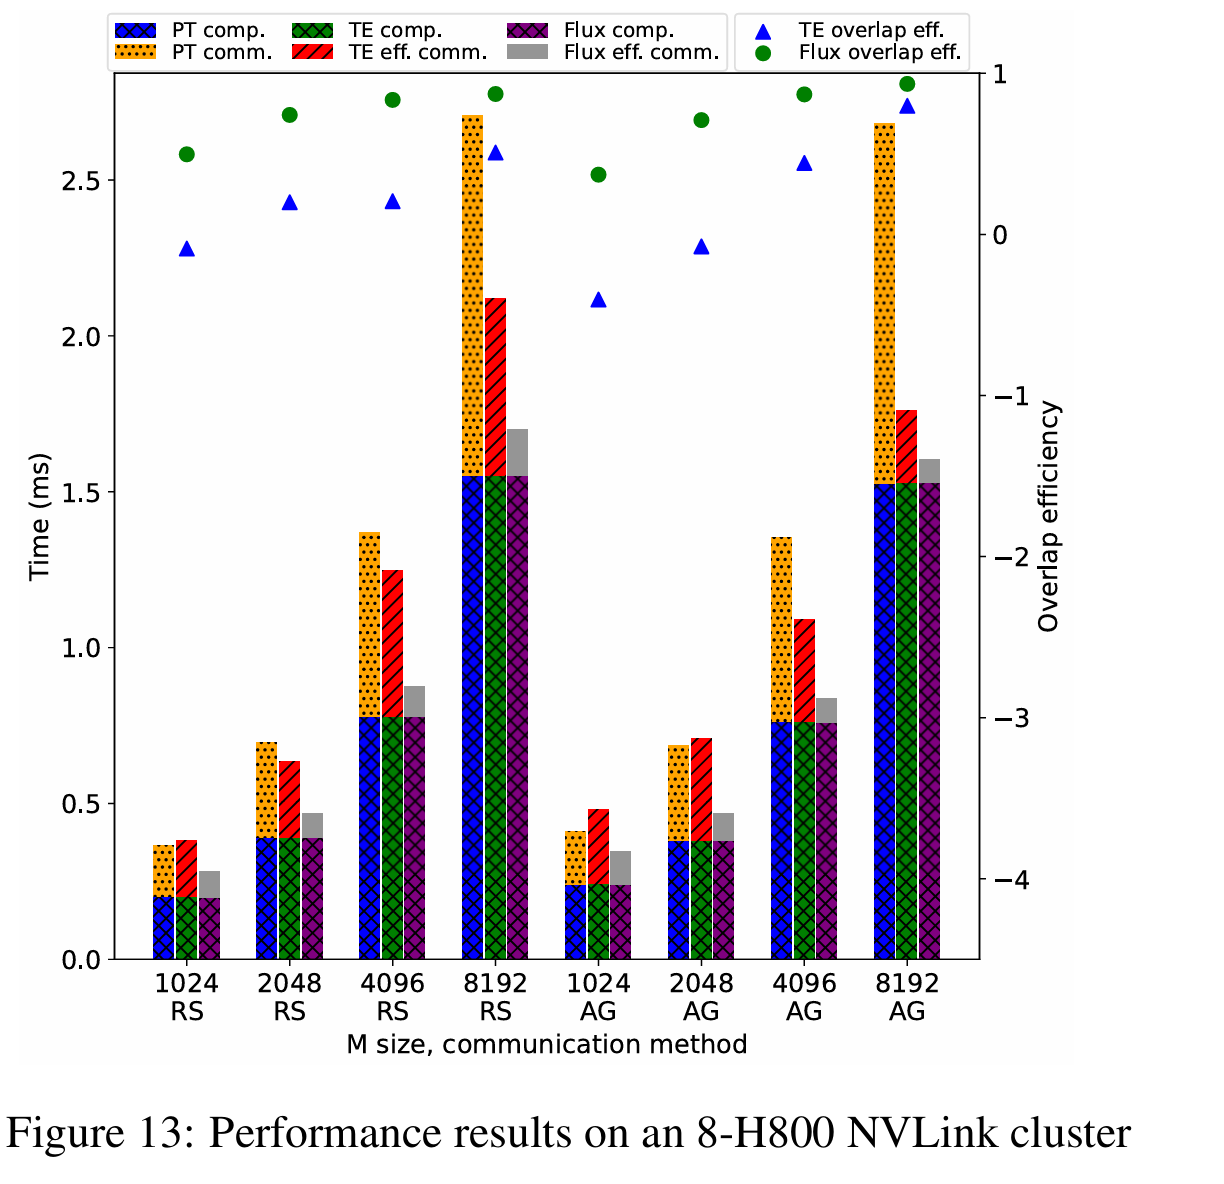 PT comp. TE comp. Flux comp. TE overlap eff.
PT comm. TE eff. comm. Flux eff. comm. Flux overlap eff.
1
2.5
0
2.0
−1
Time (ms)
1.5
Overlap efficiency
−2
1.0
−3
0.5
−4
0.0
1024 2048 4096 8192 1024 2048 4096 8192
RS RS RS RS AG AG AG AG
M size, communication method
Figure 13: Performance results on an 8-H800 NVLink cluster